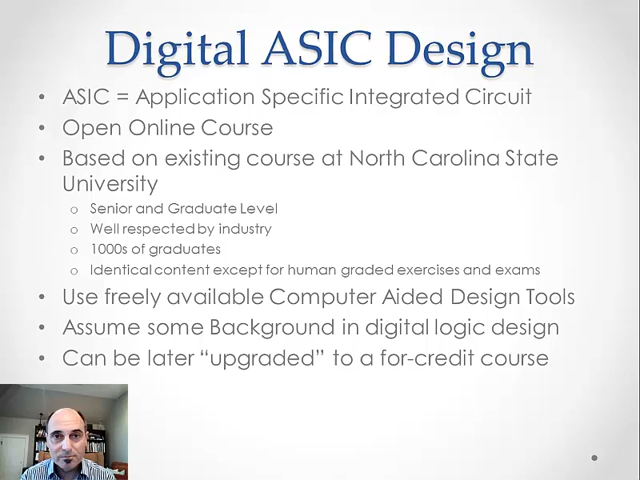 Digital ASIC Design
• ASIC = Application Specific Integrated Circuit
• Open Online Course
• Based on existing course at North Carolina State
University
o Senior and Graduate Level
o Well respected by industry
o 1000s of graduates
o Identical content except for human graded exercises and exams
• Use freely available Computer Aided Design Tools
• Assume some Background in digital logic design
• Can be later “upgraded” to a for-credit course